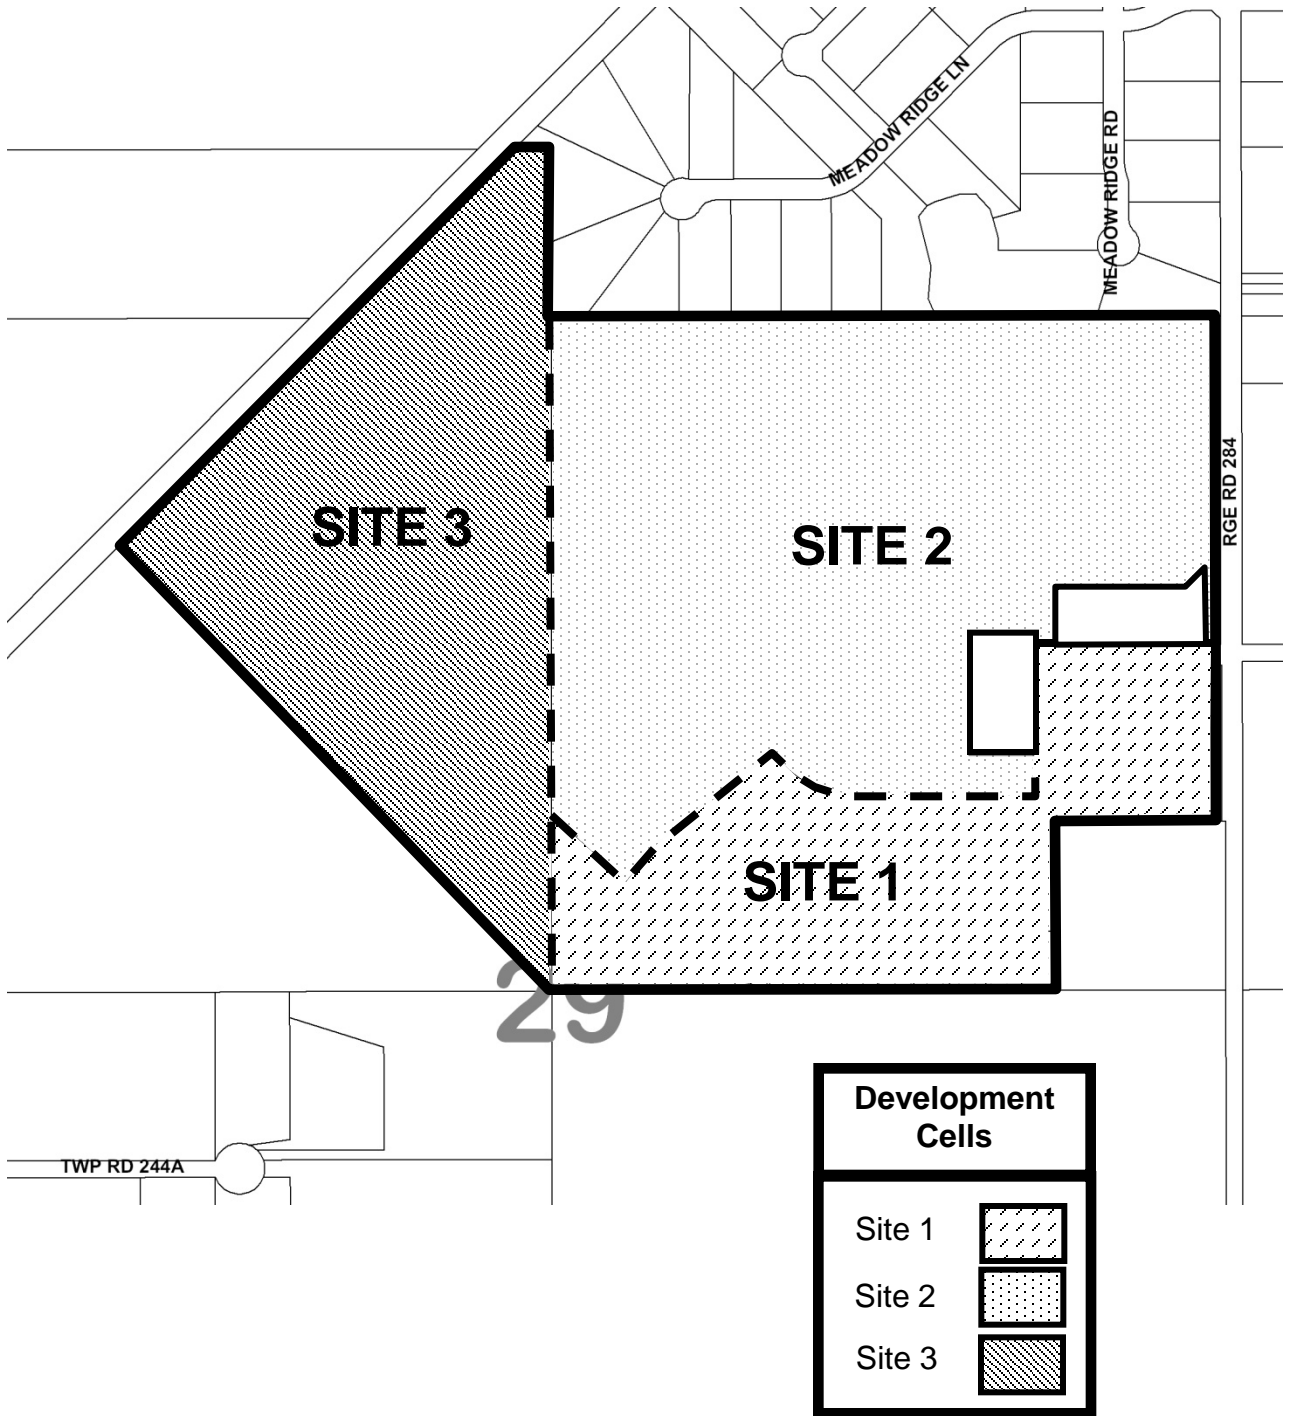 MEADOW RIDGE LN
MEADOW RIDGE RD
RGE RD 284
SITE 3
SITE 2
SITE 1
29
TWP RD 244A
Development
Cells
Site 1
Site 2
Site 3